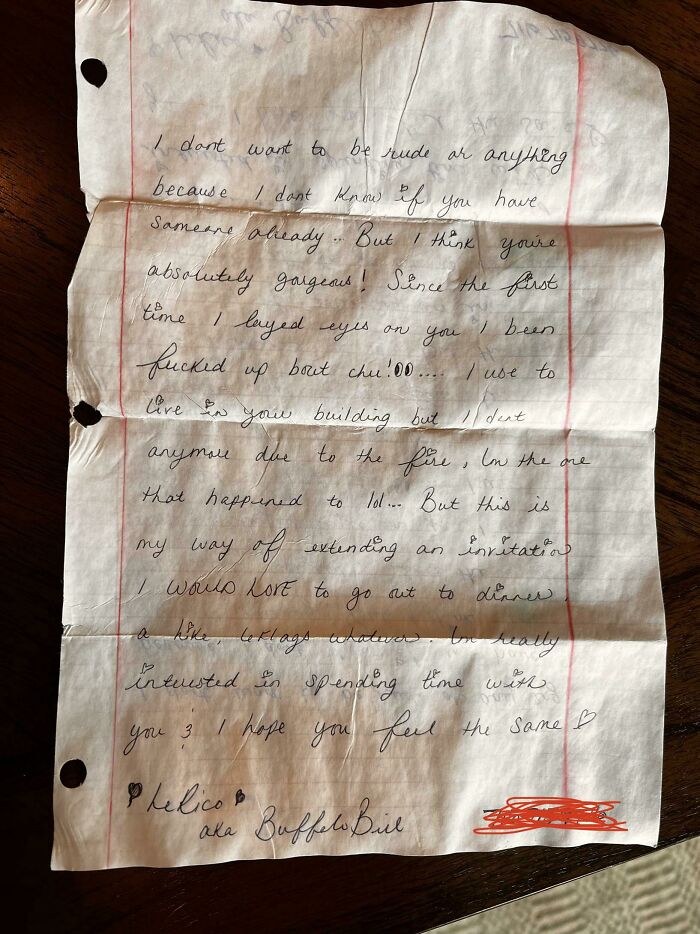 I dont want to be rude or anything
because I dont know if you have
someone already... But I think you're
absolutely gorgeous! Since the first
time I layed eyes on you I been
fucked up bout chu! .... I use to
live in your building but I dont
anymore due to the fire, Im the one
that happened to lol... But this is
my way of extending an invitation
I WOULD LOVE to go out to dinner,
a hike, leflags whatever. Im really
interested in spending time with
you & I hope you feel the same
LeRico
aka Buffalo Bill